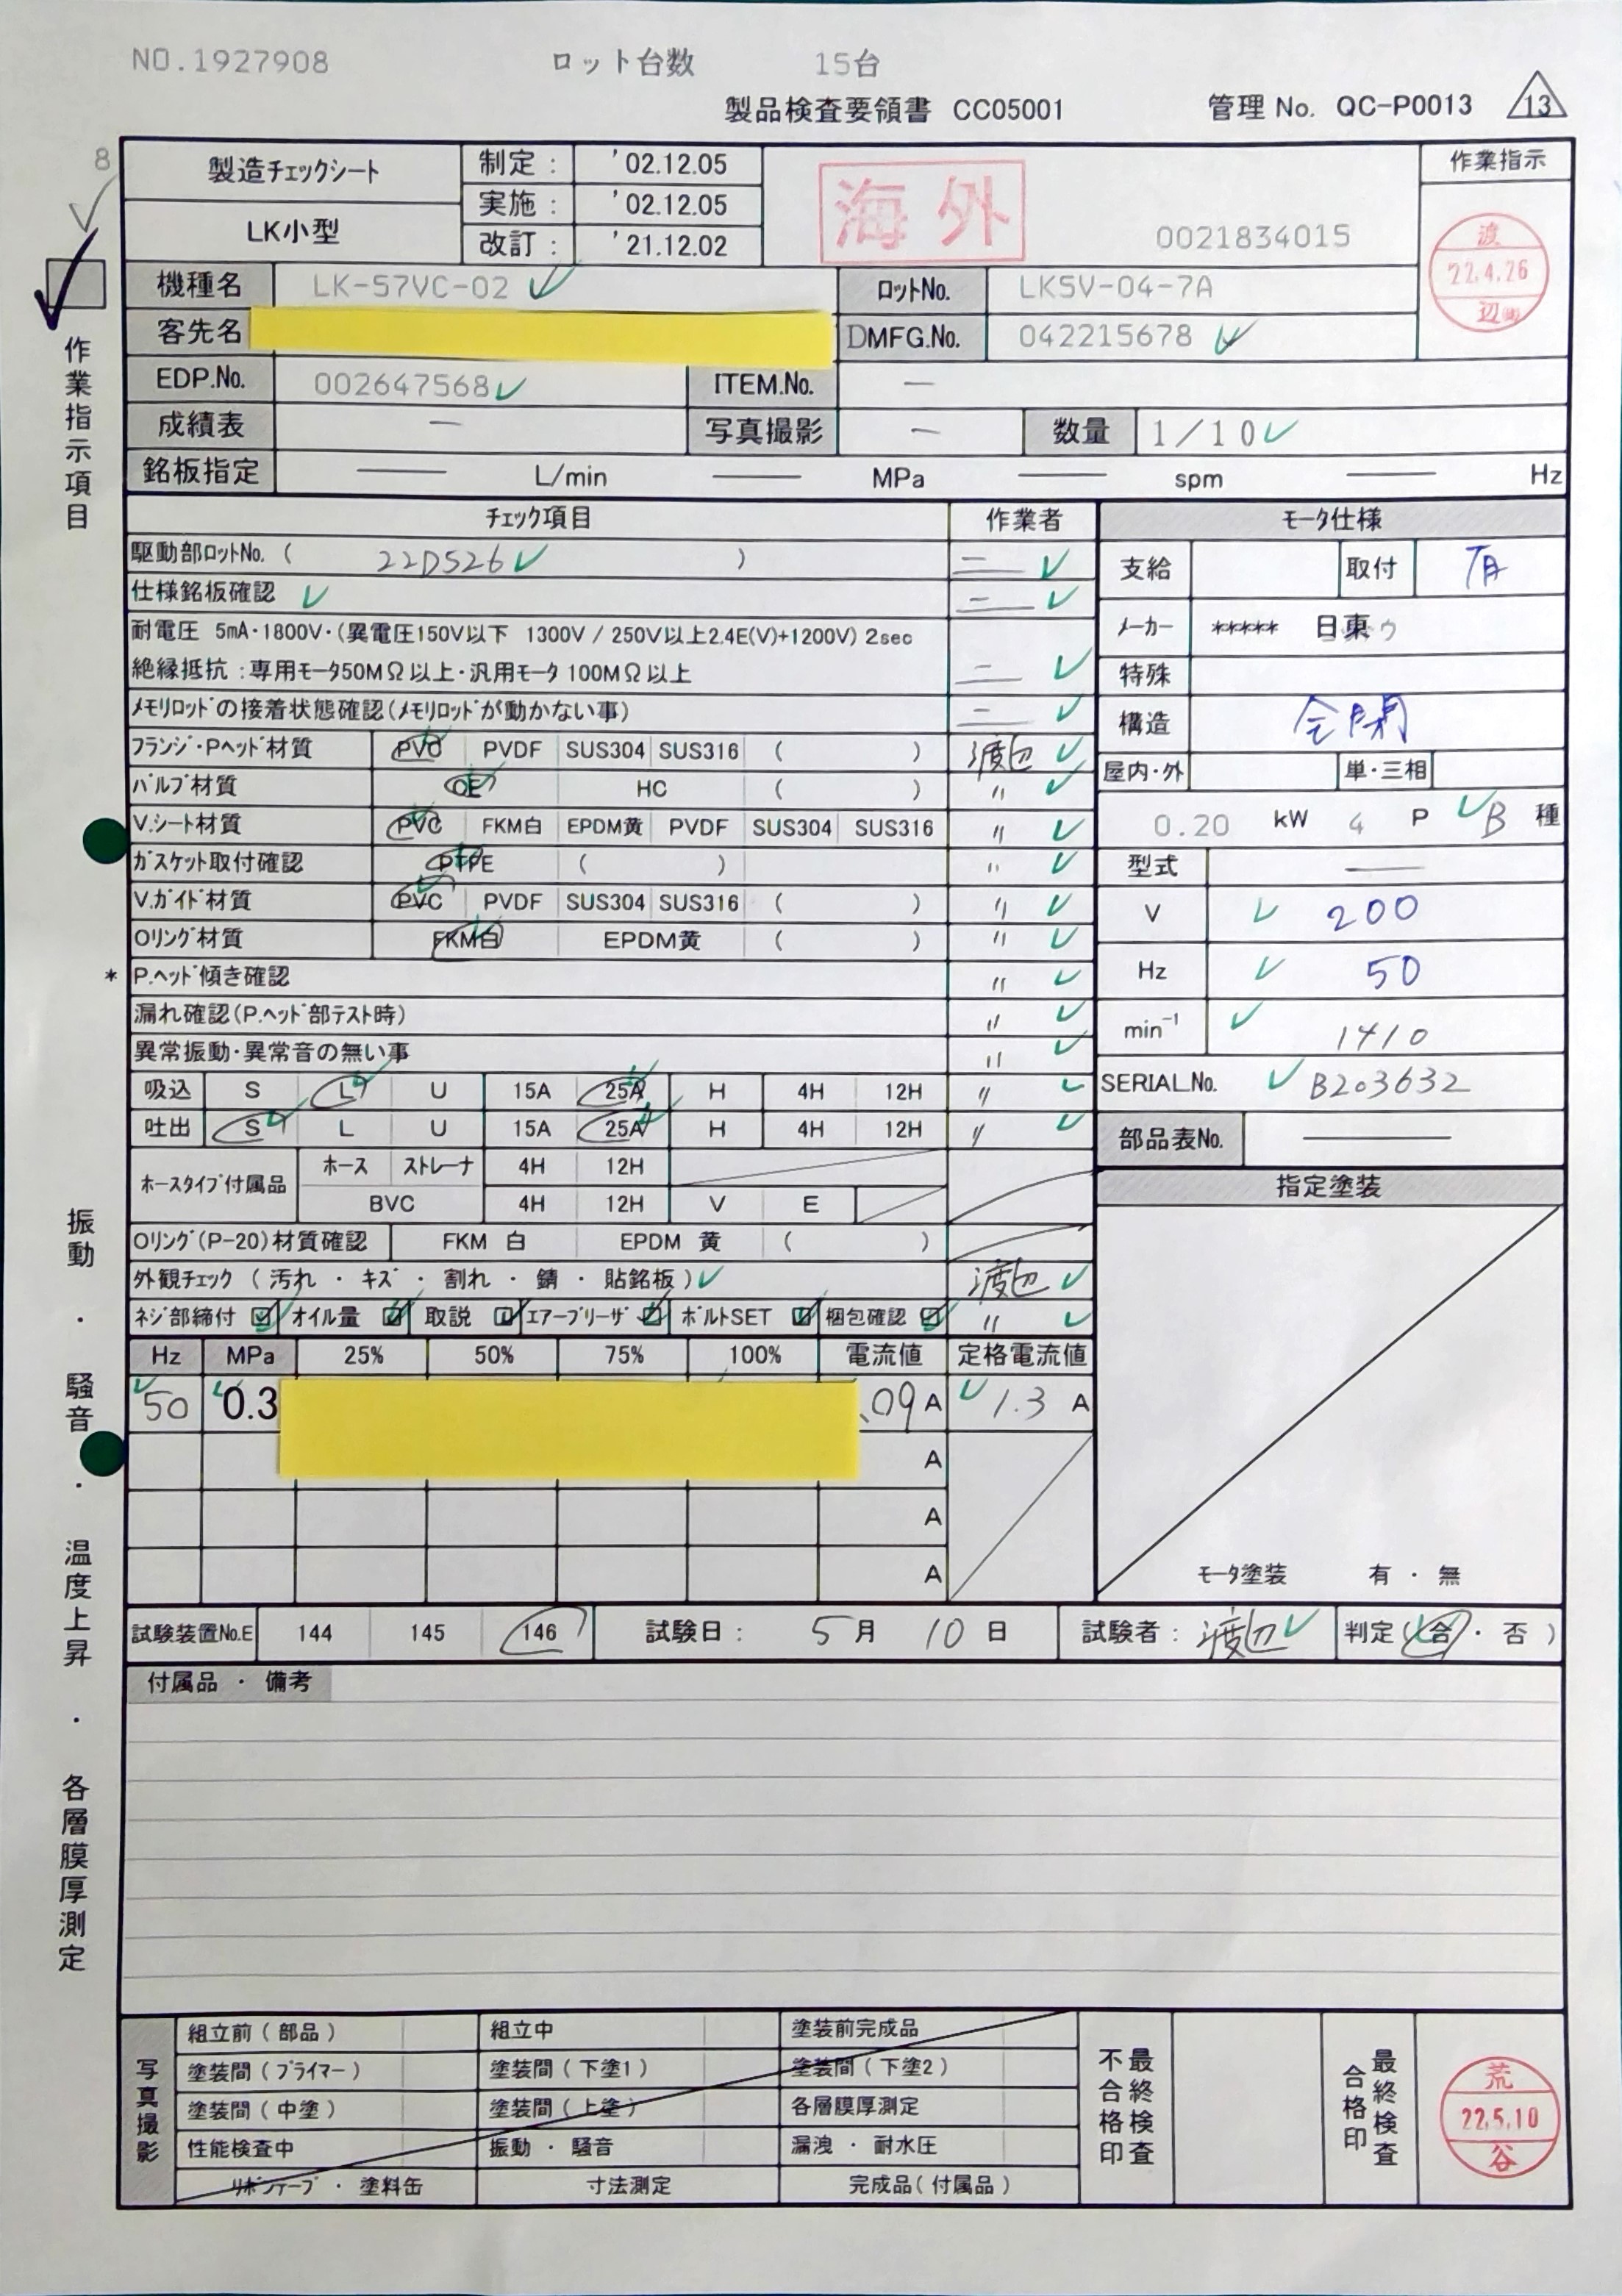 NO.1927908 ロット台数 15台
製品検査要領書 CC05001 管理 No. QC-P0013 13
8
製造チェックシート 制定： '02.12.05 海外 作業指示
LK小型 実施： '02.12.05
改訂： '21.12.02 0021834015
渡 22.4.26 辺
機種名 LK-57VC-02 ロットNo. LK5V-04-7A
客先名 DMFG.No. 042215678
EDP.No. 002647568 ITEM.No. ―
成績表 ― 写真撮影 ― 数量 1/10
銘板指定 ― L/min ― MPa ― spm ― Hz
作業指示項目
振動・騒音・温度上昇・各層膜厚測定
チェック項目 作業者
駆動部ロットNo. ( 22D526 ) 二
仕様銘板確認 二
耐電圧 5mA・1800V・(異電圧150V以下 1300V / 250V以上2.4E(V)+1200V) 2sec
絶縁抵抗：専用モータ50MΩ以上・汎用モータ 100MΩ以上 二
メモリロッドの接着状態確認(メモリロッドが動かない事) 二
フランジ・Pヘッド材質 PVC PVDF SUS304 SUS316 ( ) 渡辺
バルブ材質 CE HC ( ) 〃
V.シート材質 PVC FKM白 EPDM黄 PVDF SUS304 SUS316 〃
ガスケット取付確認 PTFE ( ) 〃
V.ガイド材質 PVC PVDF SUS304 SUS316 ( ) 〃
Oリング材質 FKM白 EPDM黄 ( ) 〃
* P.ヘッド傾き確認 〃
漏れ確認(P.ヘッド部テスト時) 〃
異常振動・異常音の無い事 〃
吸込 S L U 15A 25A H 4H 12H 〃
吐出 S L U 15A 25A H 4H 12H 〃
ホースタイプ付属品 ホース ストレーナ 4H 12H
BVC 4H 12H V E
Oリング(P-20)材質確認 FKM 白 EPDM 黄 ( )
外観チェック ( 汚れ ・ キズ ・ 割れ ・ 錆 ・ 貼銘板 ) 渡辺
ネジ部締付 オイル量 取説 エアーブリーザ ボルトSET 梱包確認 〃
モータ仕様
支給 取付
メーカー ***** 日東
特殊
構造 全閉
屋内・外 単・三相
0.20 kW 4 P B 種
型式 ―
V 200
Hz 50
min⁻¹ 1410
SERIAL.No. B203632
部品表No. ―
指定塗装
モータ塗装 有 ・ 無
Hz MPa 25% 50% 75% 100% 電流値 定格電流値
50 0.3 .09 A 1.3 A
A
A
A
試験装置No.E 144 145 146 試験日： 5月 10日 試験者： 渡辺 判定 ( 合 ・ 否 )
付属品 ・ 備考
写真撮影
組立前 ( 部品 ) 組立中 塗装前完成品
塗装間 ( プライマー ) 塗装間 ( 下塗1 ) 塗装間 ( 下塗2 )
塗装間 ( 中塗 ) 塗装間 ( 上塗 ) 各層膜厚測定
性能検査中 振動 ・ 騒音 漏洩 ・ 耐水圧
リボンテープ ・ 塗料缶 寸法測定 完成品 ( 付属品 )
最終検査不合格印
最終検査合格印
荒 22.5.10 谷